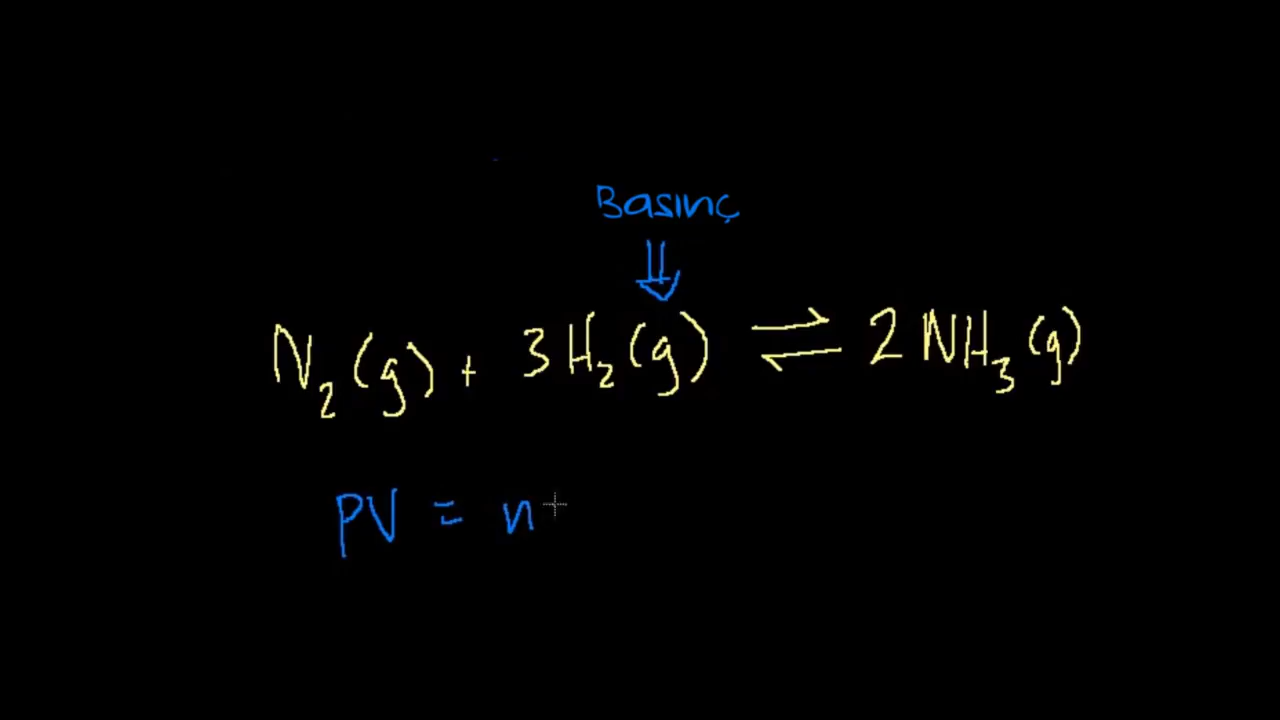 Basınç
N₂(g) + 3H₂(g) ⇌ 2NH₃(g)
PV = n